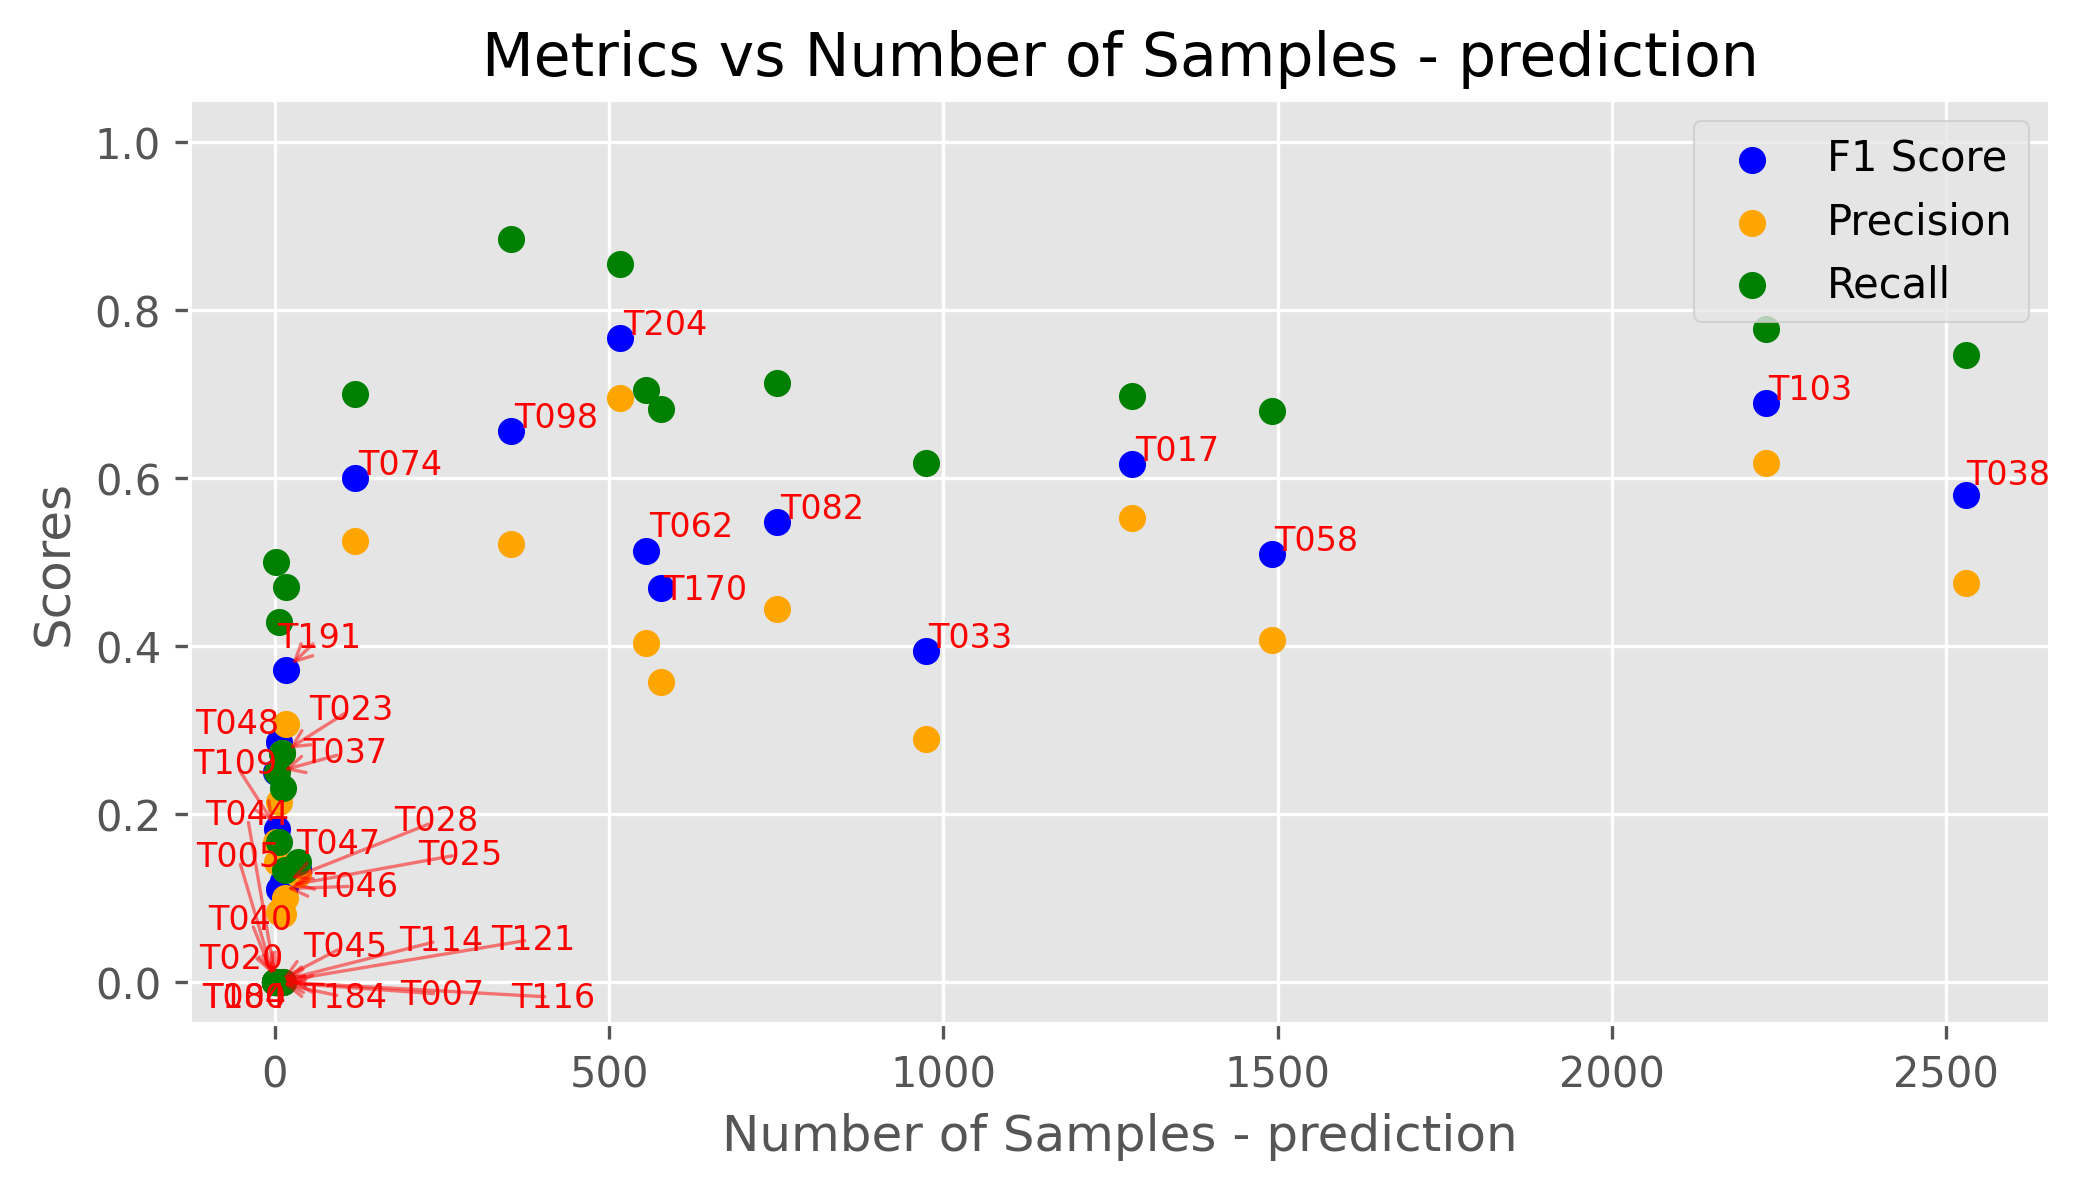 Metrics vs Number of Samples - prediction
1.0
0.8
0.6
0.4
0.2
0.0
Scores
F1 Score
Precision
Recall
T204
T098
T074
T062
T082
T170
T033
T017
T058
T103
T038
T191
T023
T048
T037
T109
T044
T028
T047
T025
T005
T046
T040
T045
T114
T121
T020
T184
T007
T116
0
500
1000
1500
2000
2500
Number of Samples - prediction